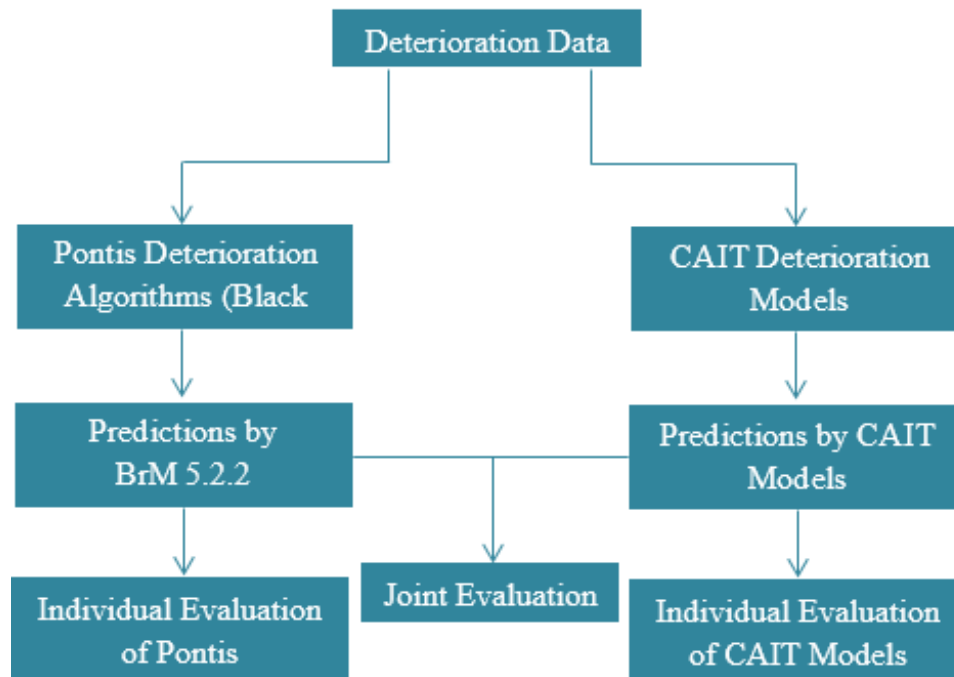 Deterioration Data
Pontis Deterioration
Algorithms (Black
CAIT Deterioration
Models
Predictions by
BrM 5.2.2
Predictions by CAIT
Models
Individual Evaluation
of Pontis
Joint Evaluation
Individual Evaluation
of CAIT Models